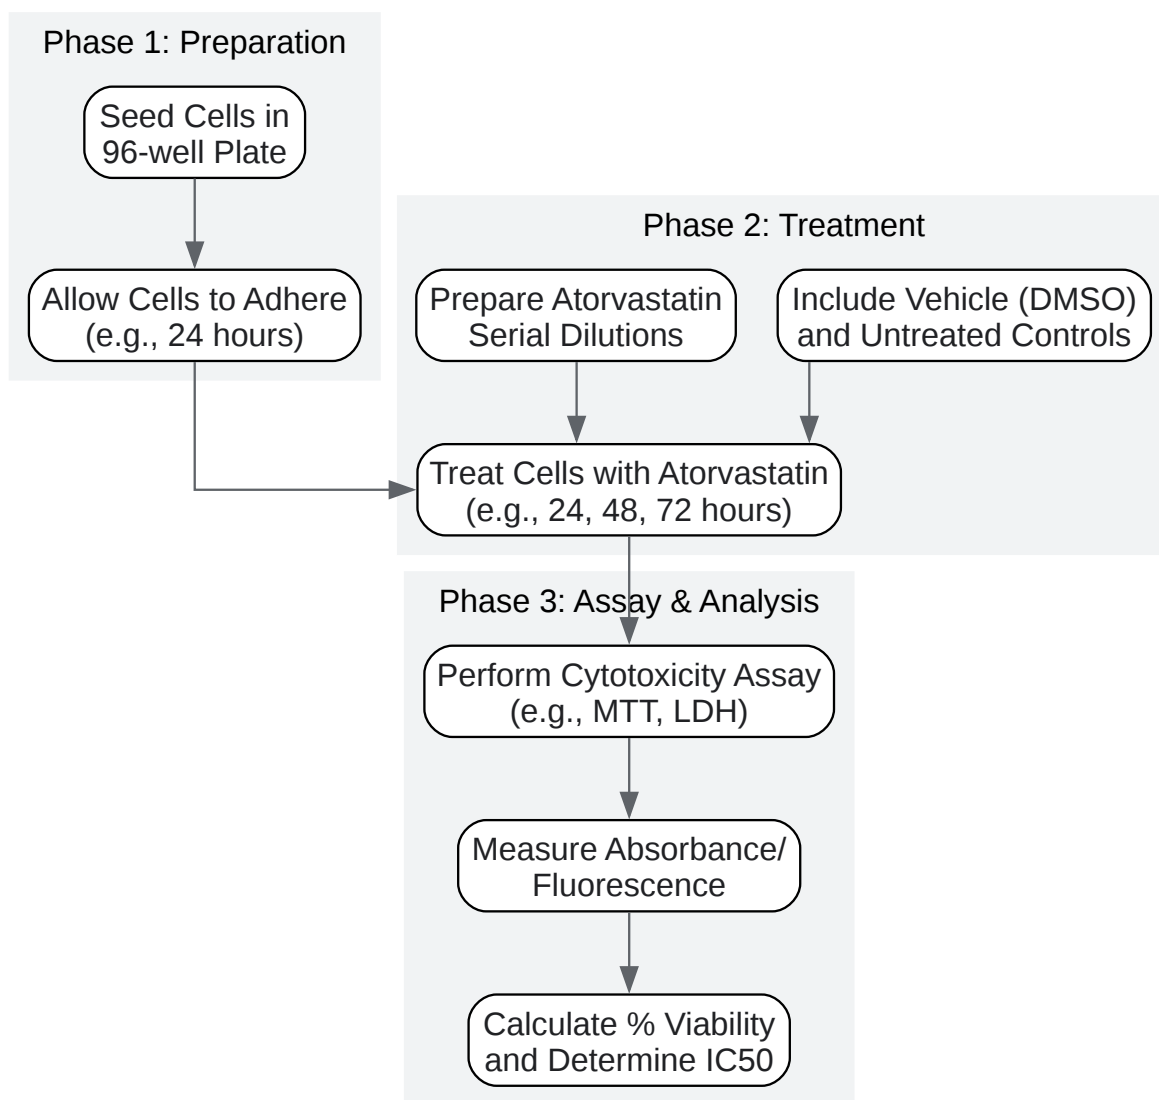 Phase 1: Preparation
Seed Cells in
96-well Plate
Allow Cells to Adhere
(e.g., 24 hours)
Phase 2: Treatment
Prepare Atorvastatin
Serial Dilutions
Include Vehicle (DMSO)
and Untreated Controls
Treat Cells with Atorvastatin
(e.g., 24, 48, 72 hours)
Phase 3: Assay & Analysis
Perform Cytotoxicity Assay
(e.g., MTT, LDH)
Measure Absorbance/
Fluorescence
Calculate % Viability
and Determine IC50